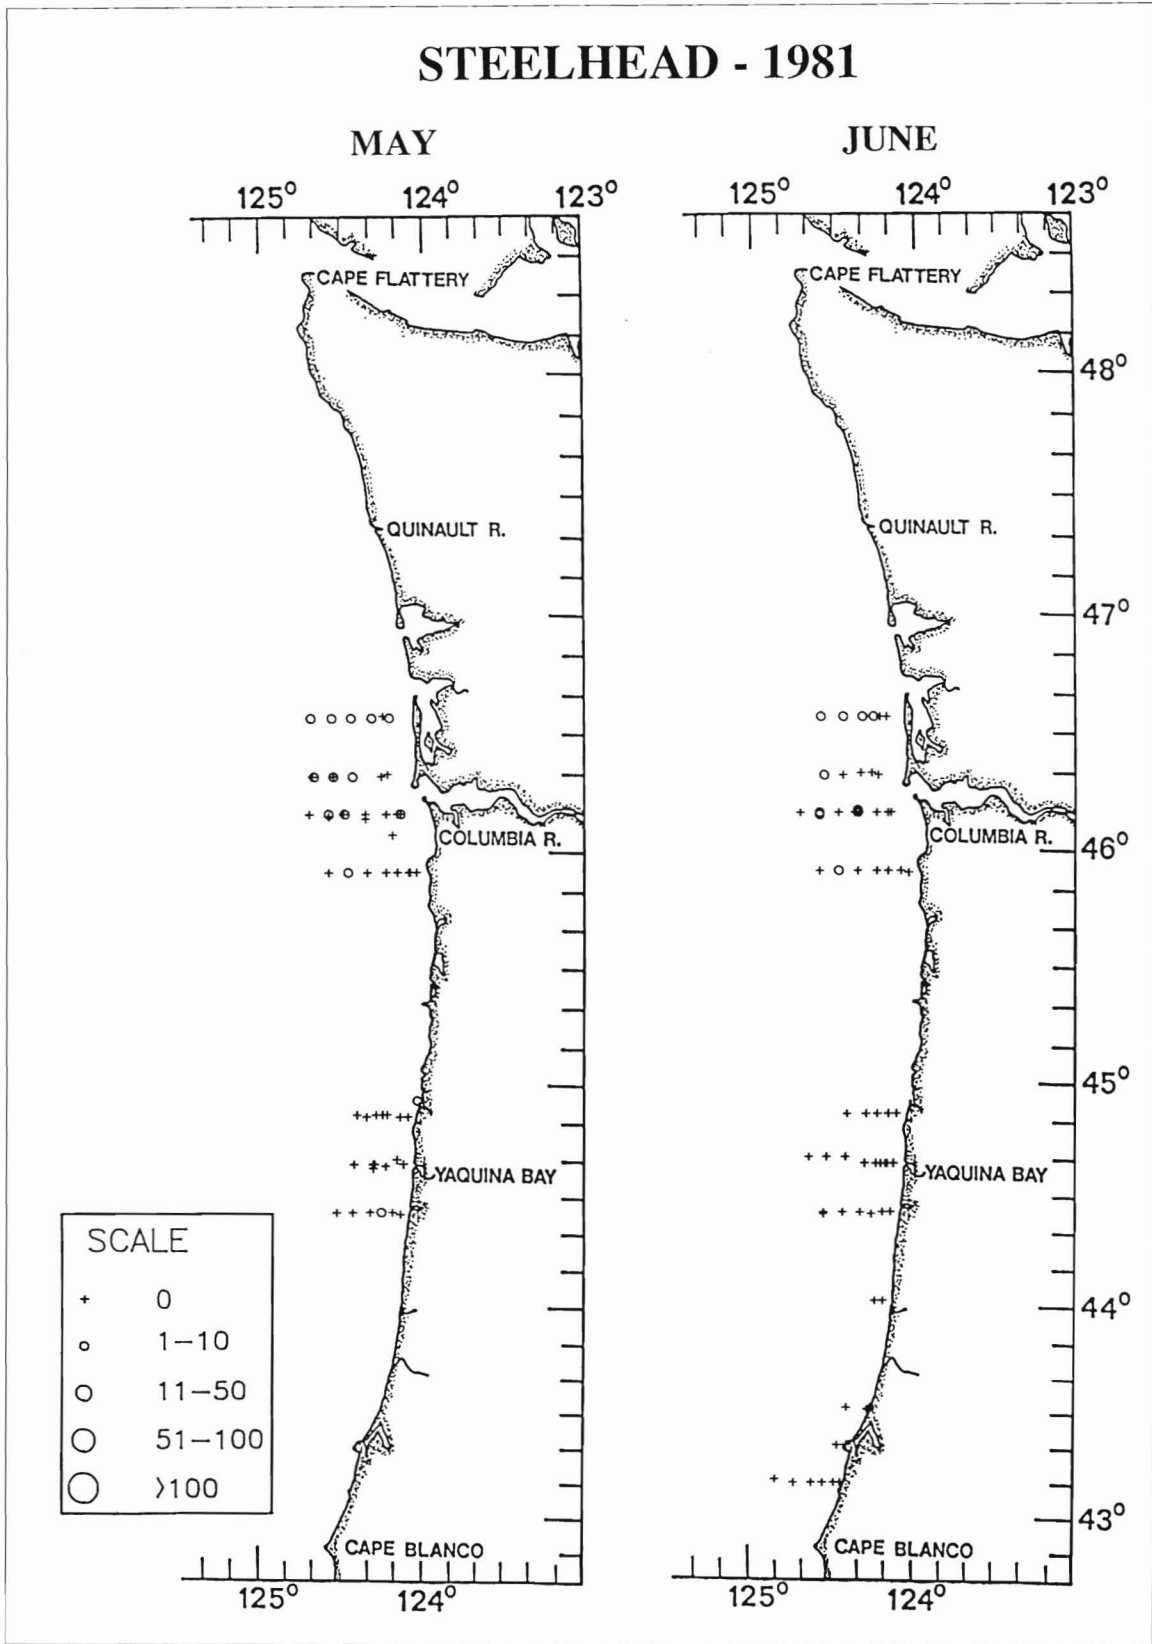 STEELHEAD - 1981
MAY
125° 124° 123°
CAPE FLATTERY
QUINAULT R.
COLUMBIA R.
YAQUINA BAY
CAPE BLANCO
125° 124°
SCALE
+ 0
○ 1-10
○ 11-50
○ 51-100
○ >100
JUNE
125° 124° 123°
CAPE FLATTERY
48°
QUINAULT R.
47°
COLUMBIA R.
46°
45°
YAQUINA BAY
44°
43°
CAPE BLANCO
125° 124°